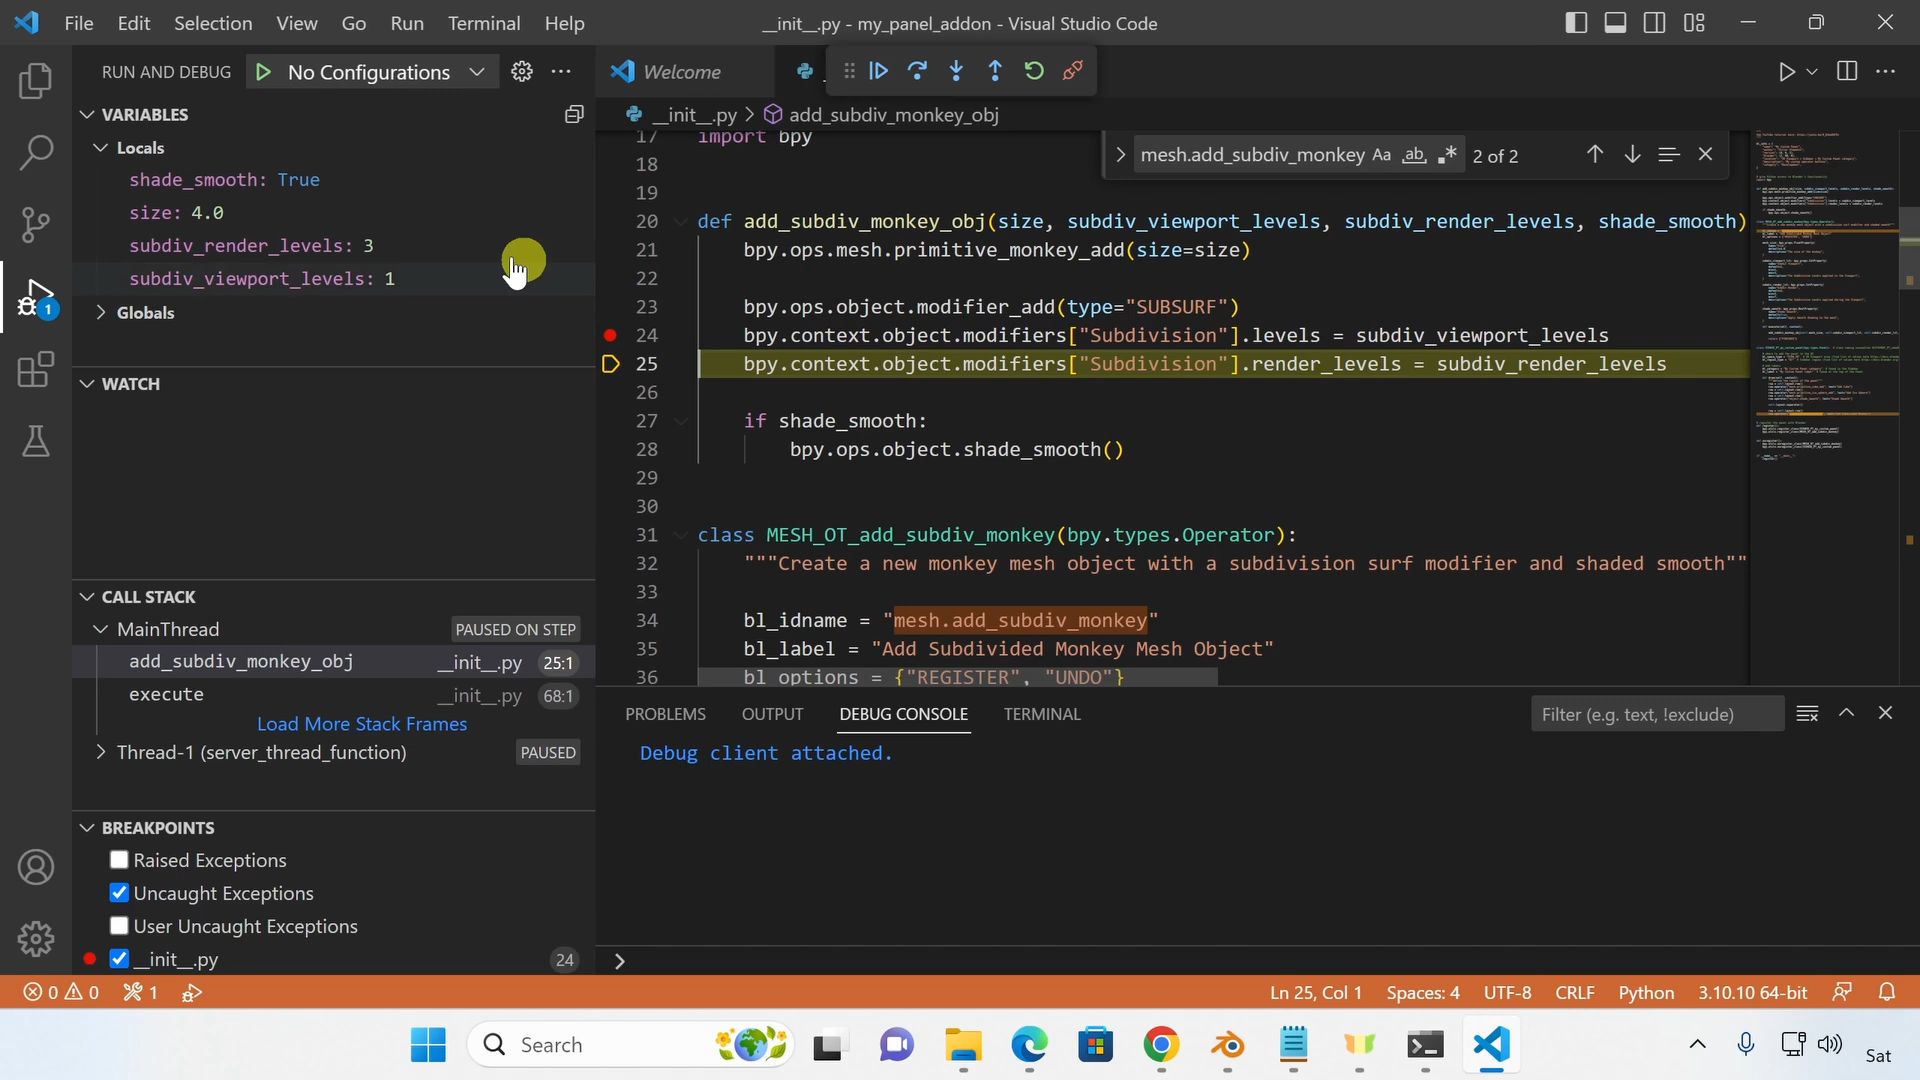 File Edit Selection View Go Run Terminal Help
__init__.py - my_panel_addon - Visual Studio Code
RUN AND DEBUG
No Configurations
Welcome
VARIABLES
Locals
shade_smooth: True
size: 4.0
subdiv_render_levels: 3
subdiv_viewport_levels: 1
Globals
WATCH
CALL STACK
MainThread PAUSED ON STEP
add_subdiv_monkey_obj __init__.py 25:1
execute __init__.py 68:1
Load More Stack Frames
Thread-1 (server_thread_function) PAUSED
BREAKPOINTS
Raised Exceptions
Uncaught Exceptions
User Uncaught Exceptions
__init__.py 24
1
__init__.py > add_subdiv_monkey_obj
mesh.add_subdiv_monkey Aa ab 2 of 2
17 import bpy
18
19
20 def add_subdiv_monkey_obj(size, subdiv_viewport_levels, subdiv_render_levels, shade_smooth)
21 bpy.ops.mesh.primitive_monkey_add(size=size)
22
23 bpy.ops.object.modifier_add(type="SUBSURF")
24 bpy.context.object.modifiers["Subdivision"].levels = subdiv_viewport_levels
25 bpy.context.object.modifiers["Subdivision"].render_levels = subdiv_render_levels
26
27 if shade_smooth:
28 bpy.ops.object.shade_smooth()
29
30
31 class MESH_OT_add_subdiv_monkey(bpy.types.Operator):
32 """Create a new monkey mesh object with a subdivision surf modifier and shaded smooth""
33
34 bl_idname = "mesh.add_subdiv_monkey"
35 bl_label = "Add Subdivided Monkey Mesh Object"
36 bl_options = {"REGISTER", "UNDO"}
PROBLEMS OUTPUT DEBUG CONSOLE TERMINAL
Filter (e.g. text, !exclude)
Debug client attached.
0 0 1
Ln 25, Col 1 Spaces: 4 UTF-8 CRLF Python 3.10.10 64-bit
Search
Sat